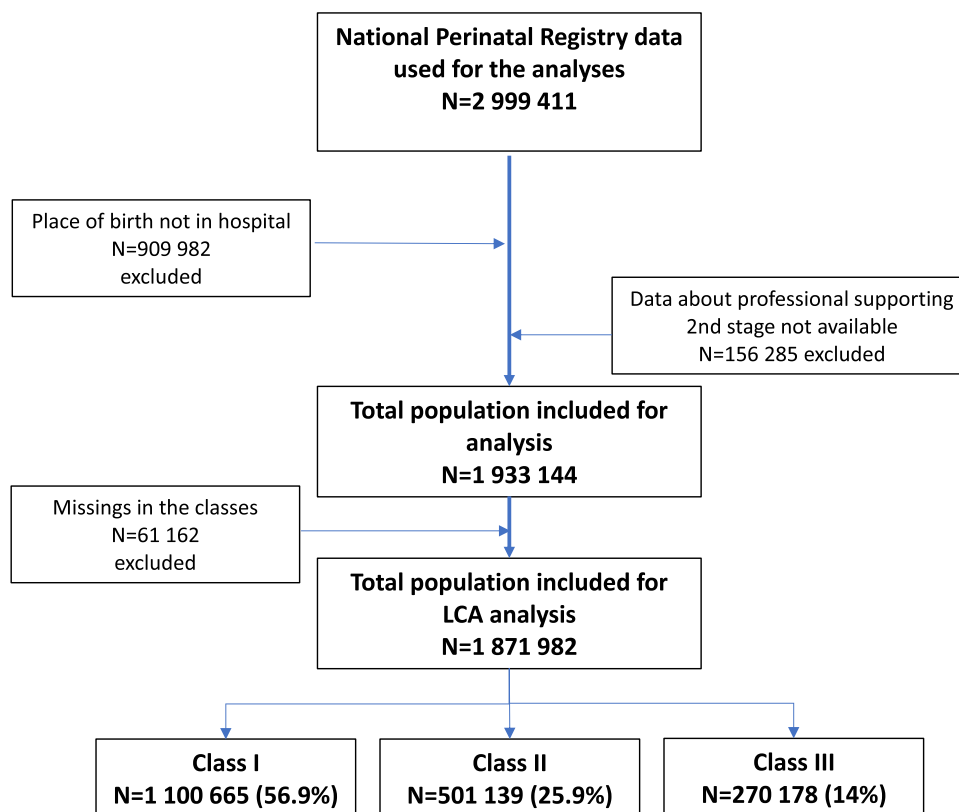 National Perinatal Registry data
used for the analyses
N=2 999 411
Place of birth not in hospital
N=909 982
excluded
Data about professional supporting
2nd stage not available
N=156 285 excluded
Total population included for
analysis
N=1 933 144
Missings in the classes
N=61 162
excluded
Total population included for
LCA analysis
N=1 871 982
Class I
N=1 100 665 (56.9%)
Class II
N=501 139 (25.9%)
Class III
N=270 178 (14%)